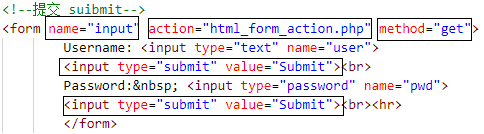 <!--提交 suibmit-->
<form name="input" action="html_form_action.php" method="get">
Username: <input type="text" name="user">
<input type="submit" value="Submit"><br>
Password:&nbsp; <input type="password" name="pwd">
<input type="submit" value="Submit"><br><hr>
</form>